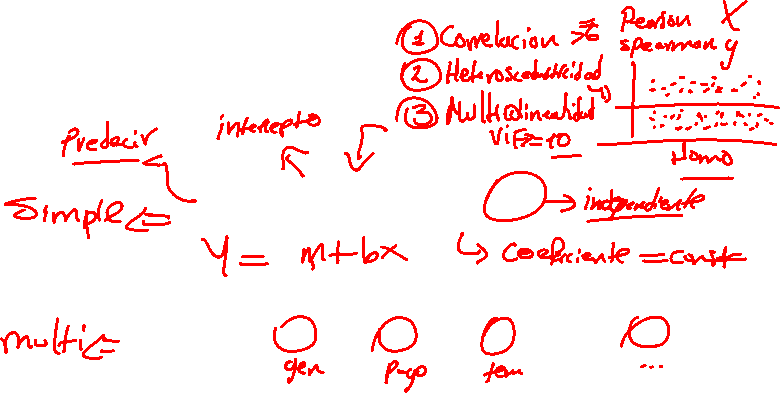 ① Correlacion >
Pearson X
spearman y
② Heteroscedasticidad
③ Multicolinealidad
VIF>= 10
Homo
intercepto
Predecir
Simple
independiente
Y = m+bx
coeficiente = const
multi
gen
P-go
tem
...